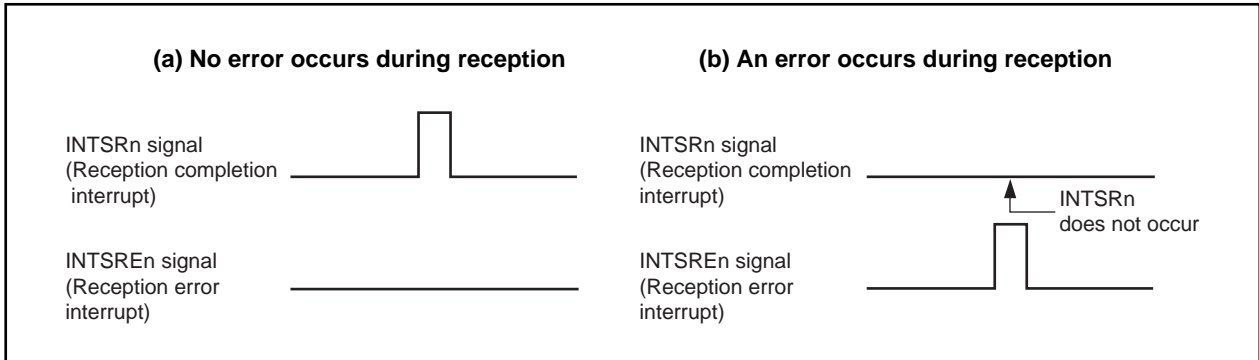 (a) No error occurs during reception
INTSRn signal
(Reception completion
interrupt)
INTSREn signal
(Reception error
interrupt)
(b) An error occurs during reception
INTSRn signal
(Reception completion
interrupt)
INTSRn
does not occur
INTSREn signal
(Reception error
interrupt)